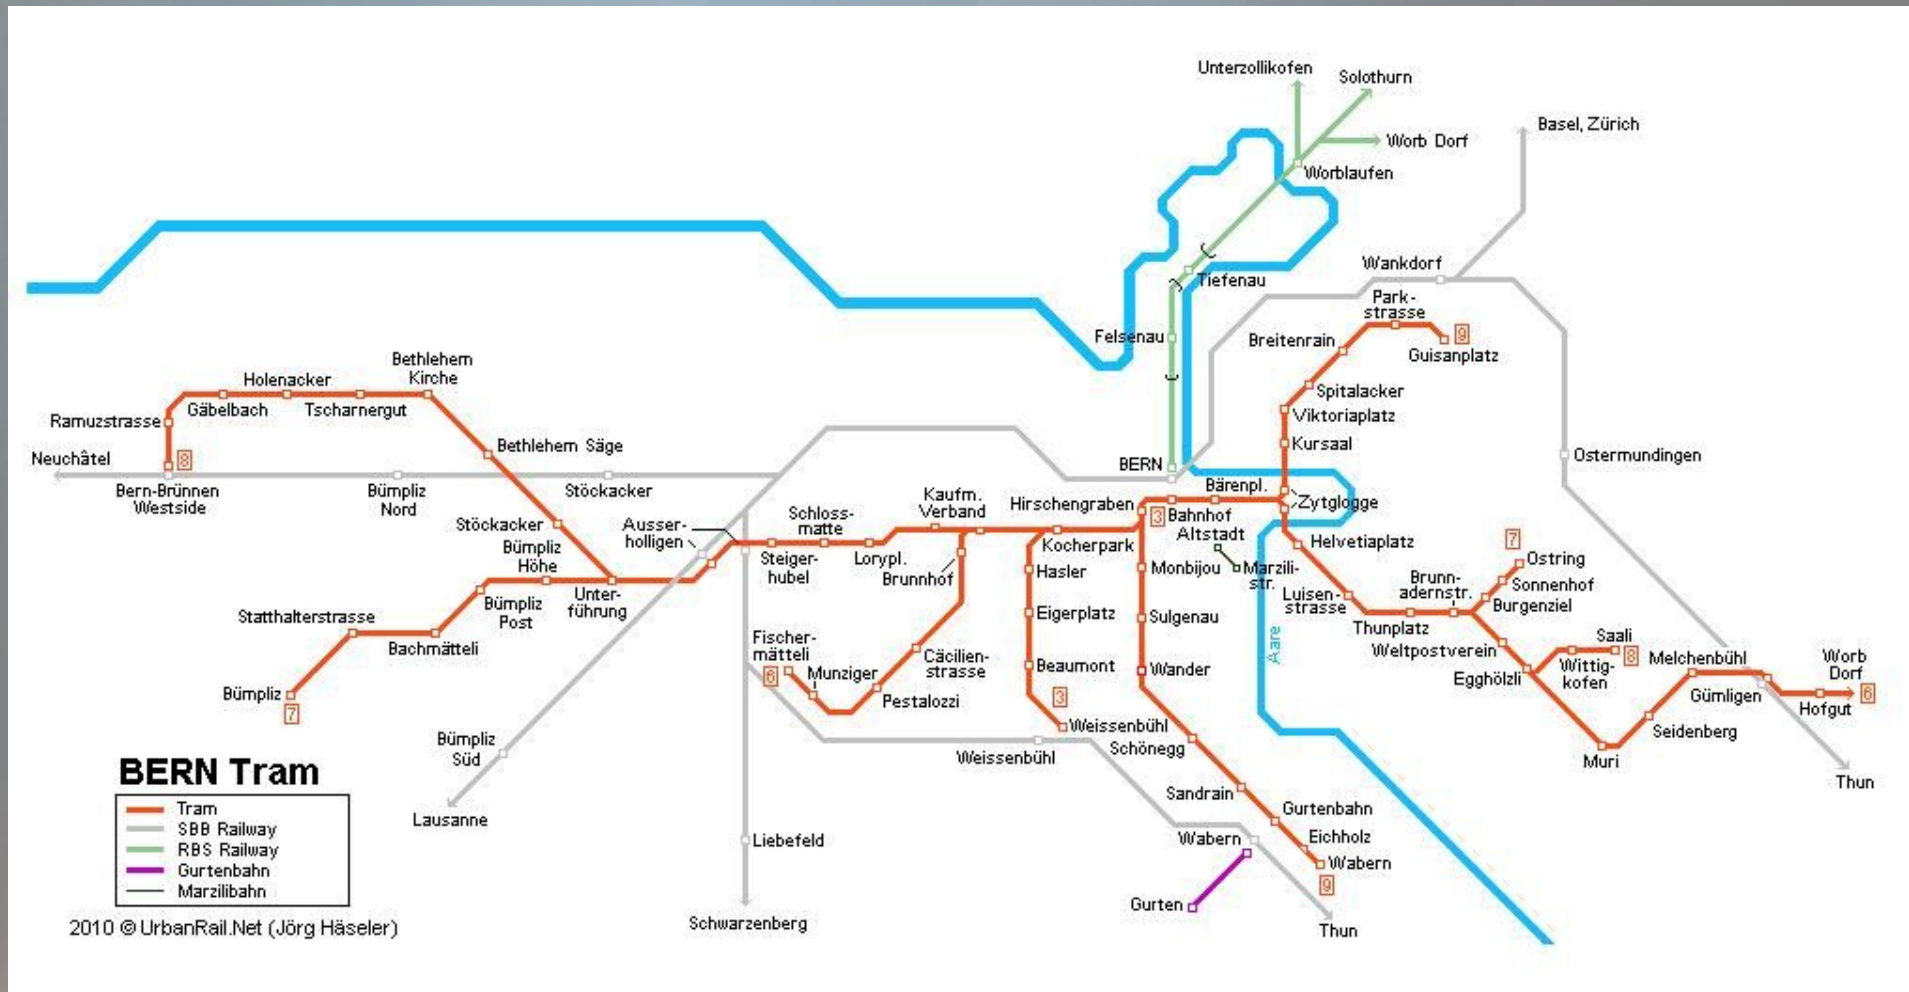 Unterzollikofen
Solothurn
Basel, Zürich
Worb Dorf
Worblaufen
Wankdorf
Tiefenau
Park-
strasse
9
Felsenau
Breitenrain
Guisanplatz
Bethlehem
Kirche
Holenacker
Spitalacker
Gäbelbach
Tscharnergut
Viktoriaplatz
Ramuzstrasse
Kursaal
Bethlehem Säge
Neuchâtel
8
BERN
Ostermundingen
Bern-Brünnen
Westside
Bümpliz
Nord
Stöckacker
Bärenpl.
Kaufm.
Verband
Hirschengraben
Zytglogge
Schloss-
matte
3
Bahnhof
Stöckacker
Ausser-
holligen
Altstadt
7
Bümpliz
Höhe
Helvetiaplatz
Kocherpark
Steiger-
hubel
Lorypl.
Ostring
Brunnhof
Hasler
Monbijou
Marzili-
str.
Brunn-
adernstr.
Sonnenhof
Luisen-
strasse
Unter-
führung
Bümpliz
Post
Burgenziel
Statthalterstrasse
Eigerplatz
Sulgenau
Thunplatz
Bachmätteli
Fischer-
mätteli
Aare
Saali
Weltpostverein
8
Cäcilien-
strasse
Beaumont
Wander
Wittig-
kofen
Melchenbühl
Worb
Dorf
Munziger
6
Egghölzli
Bümpliz
7
Pestalozzi
3
Gümligen
6
Hofgut
Weissenbühl
Seidenberg
Bümpliz
Süd
Schönegg
Weissenbühl
Muri
BERN Tram
Thun
Sandrain
Tram
Gurtenbahn
Lausanne
SBB Railway
Wabern
Eichholz
Liebefeld
RBS Railway
Wabern
Gurtenbahn
9
Marzilibahn
Gurten
Schwarzenberg
2010 © UrbanRail.Net (Jörg Häseler)
Thun